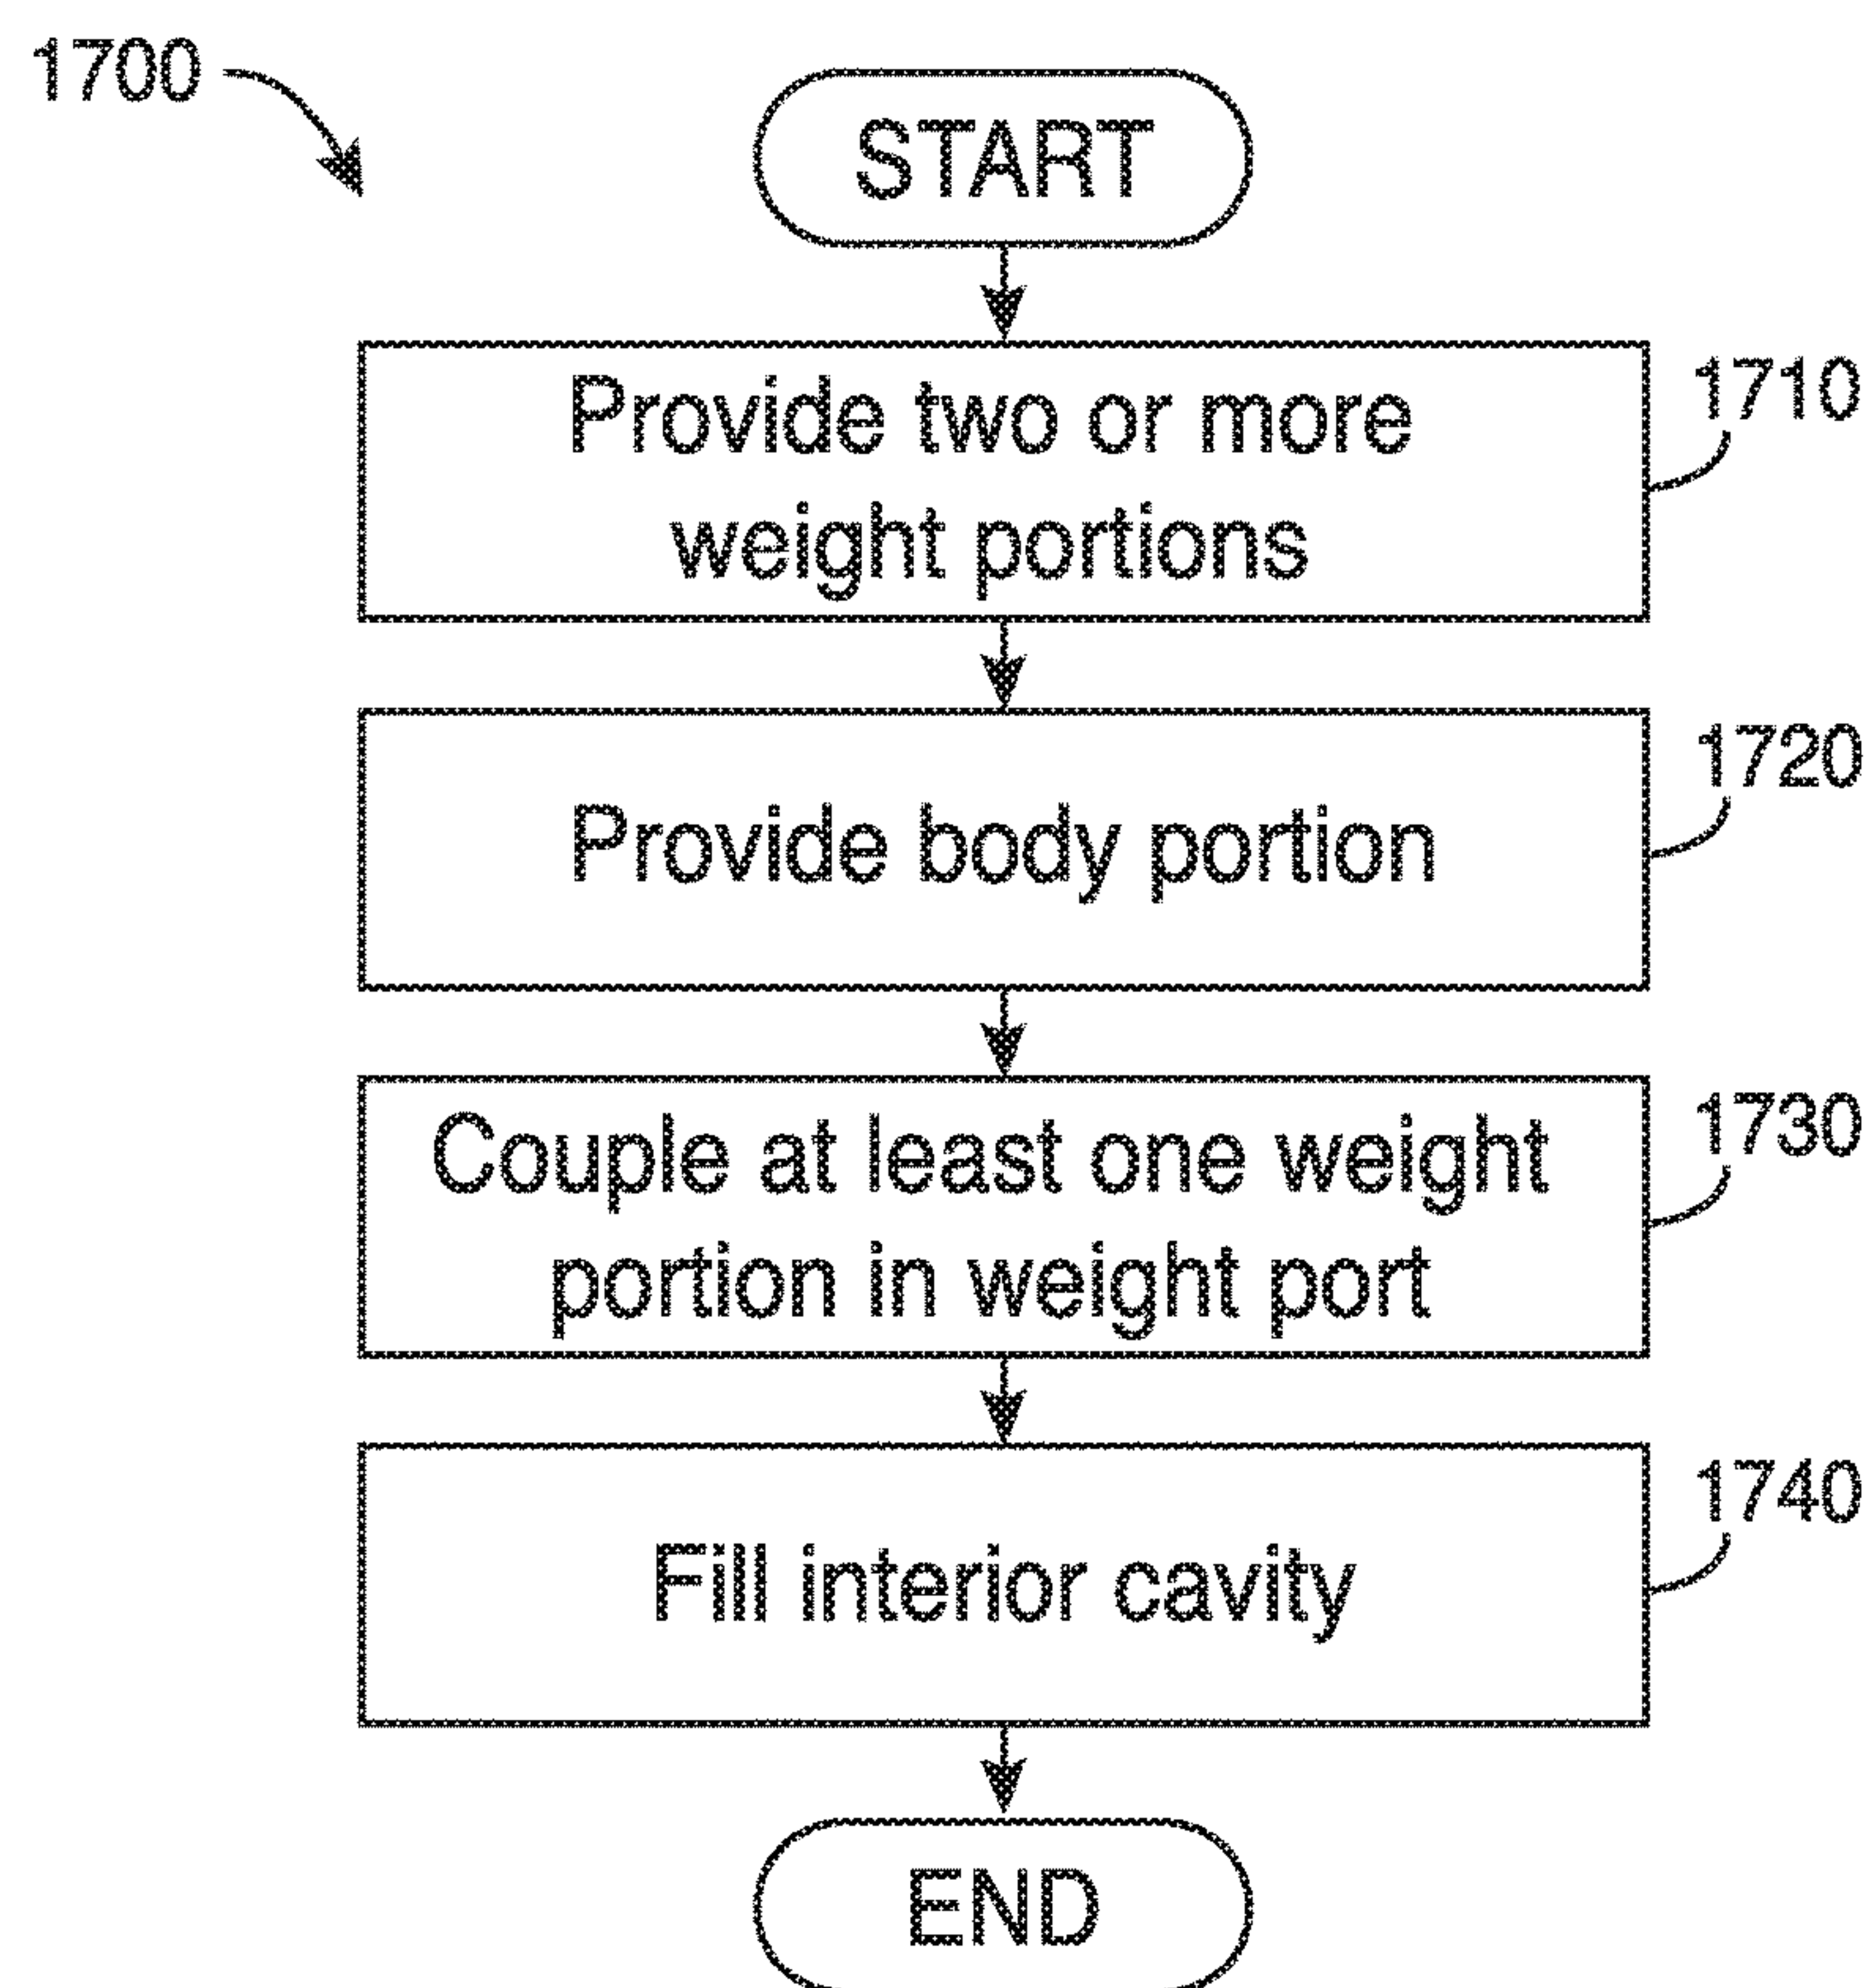 1700
START
Provide two or more
weight portions
1710
Provide body portion
1720
Couple at least one weight
portion in weight port
1730
Fill interior cavity
1740
END